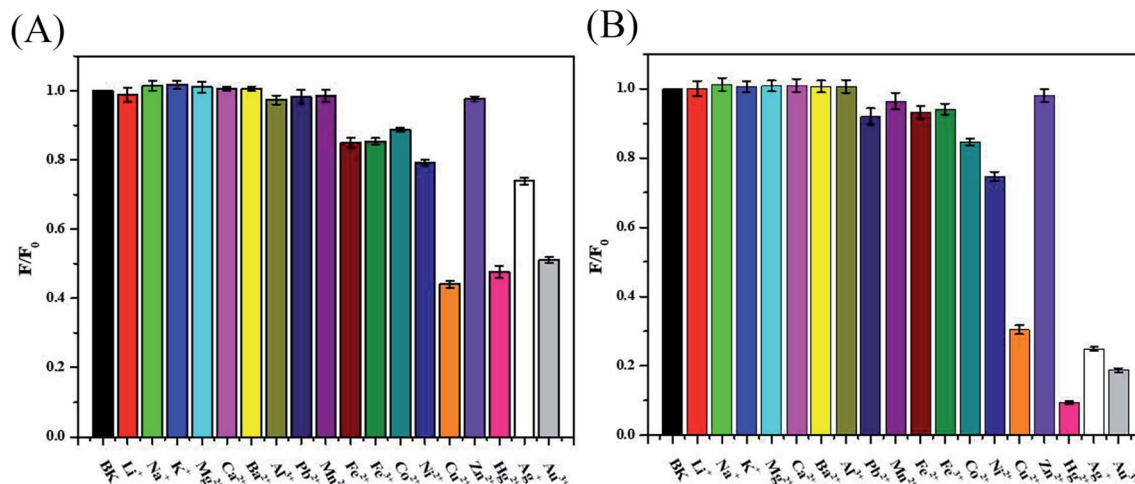 (A)
F/F₀
1.0
0.8
0.6
0.4
0.2
0.0
BK Li⁺ Na⁺ K⁺ Mg²⁺ Ca²⁺ Ba²⁺ Al³⁺ Pb²⁺ Mn²⁺ Fe²⁺ Fe³⁺ Co²⁺ Ni²⁺ Cu²⁺ Zn²⁺ Hg²⁺ Ag⁺ Au³⁺
(B)
F/F₀
1.0
0.8
0.6
0.4
0.2
0.0
BK Li⁺ Na⁺ K⁺ Mg²⁺ Ca²⁺ Ba²⁺ Al³⁺ Pb²⁺ Mn²⁺ Fe²⁺ Fe³⁺ Co²⁺ Ni²⁺ Cu²⁺ Zn²⁺ Hg²⁺ Ag⁺ Au³⁺